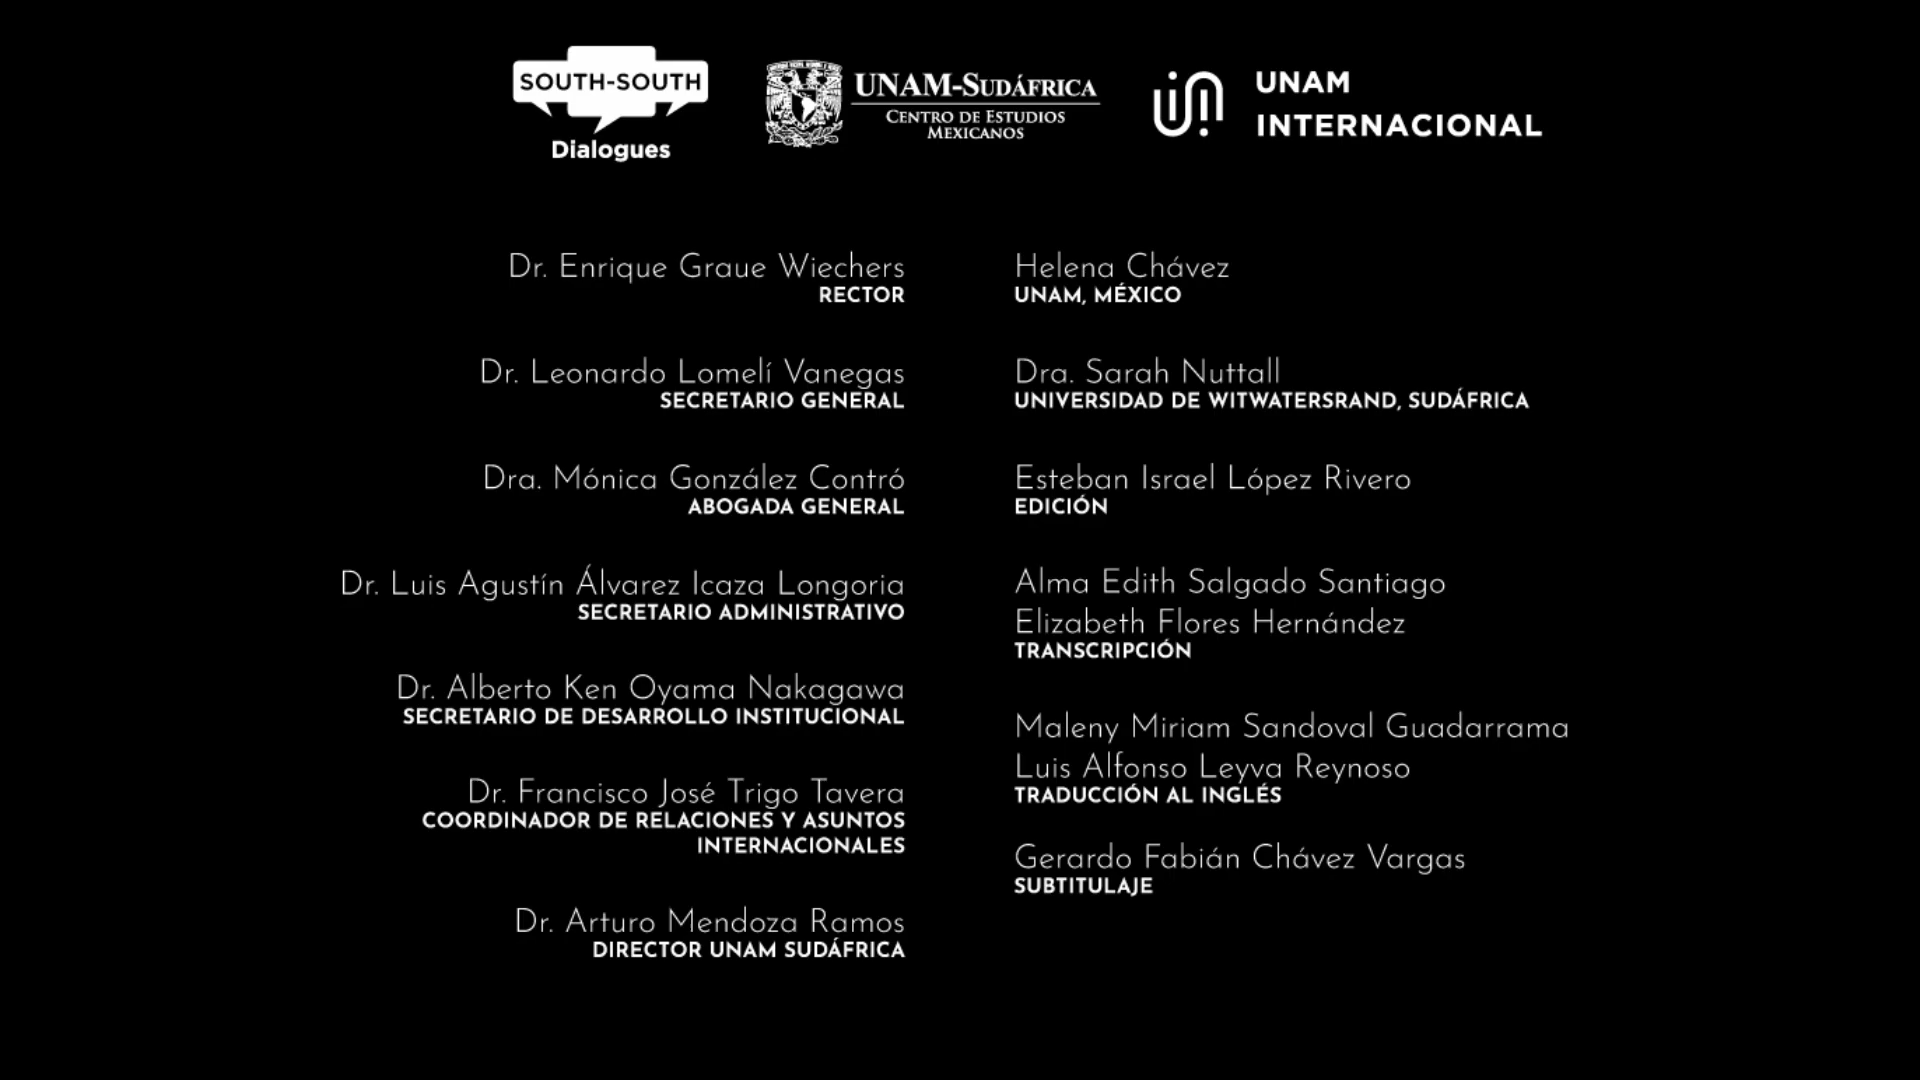 SOUTH-SOUTH
Dialogues
UNAM-SUDÁFRICA
CENTRO DE ESTUDIOS
MEXICANOS
UNAM
INTERNACIONAL
Dr. Enrique Graue Wiechers
RECTOR
Dr. Leonardo Lomelí Vanegas
SECRETARIO GENERAL
Dra. Mónica González Contró
ABOGADA GENERAL
Dr. Luis Agustín Álvarez Icaza Longoria
SECRETARIO ADMINISTRATIVO
Dr. Alberto Ken Oyama Nakagawa
SECRETARIO DE DESARROLLO INSTITUCIONAL
Dr. Francisco José Trigo Tavera
COORDINADOR DE RELACIONES Y ASUNTOS
INTERNACIONALES
Dr. Arturo Mendoza Ramos
DIRECTOR UNAM SUDÁFRICA
Helena Chávez
UNAM, MÉXICO
Dra. Sarah Nuttall
UNIVERSIDAD DE WITWATERSRAND, SUDÁFRICA
Esteban Israel López Rivero
EDICIÓN
Alma Edith Salgado Santiago
Elizabeth Flores Hernández
TRANSCRIPCIÓN
Maleny Miriam Sandoval Guadarrama
Luis Alfonso Leyva Reynoso
TRADUCCIÓN AL INGLÉS
Gerardo Fabián Chávez Vargas
SUBTITULAJE